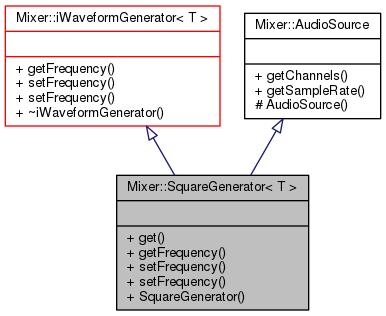 Mixer::iWaveformGenerator< T >
+ getFrequency()
+ setFrequency()
+ setFrequency()
+ ~iWaveformGenerator()
Mixer::AudioSource
+ getChannels()
+ getSampleRate()
# AudioSource()
Mixer::SquareGenerator< T >
+ get()
+ getFrequency()
+ setFrequency()
+ setFrequency()
+ SquareGenerator()